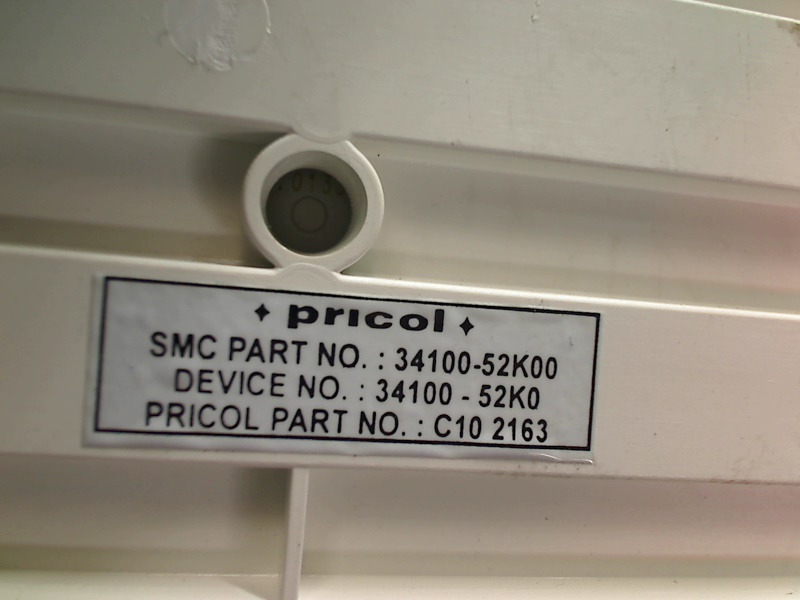 pricol
SMC PART NO. : 34100-52K00
DEVICE NO. : 34100 - 52K0
PRICOL PART NO. : C10 2163